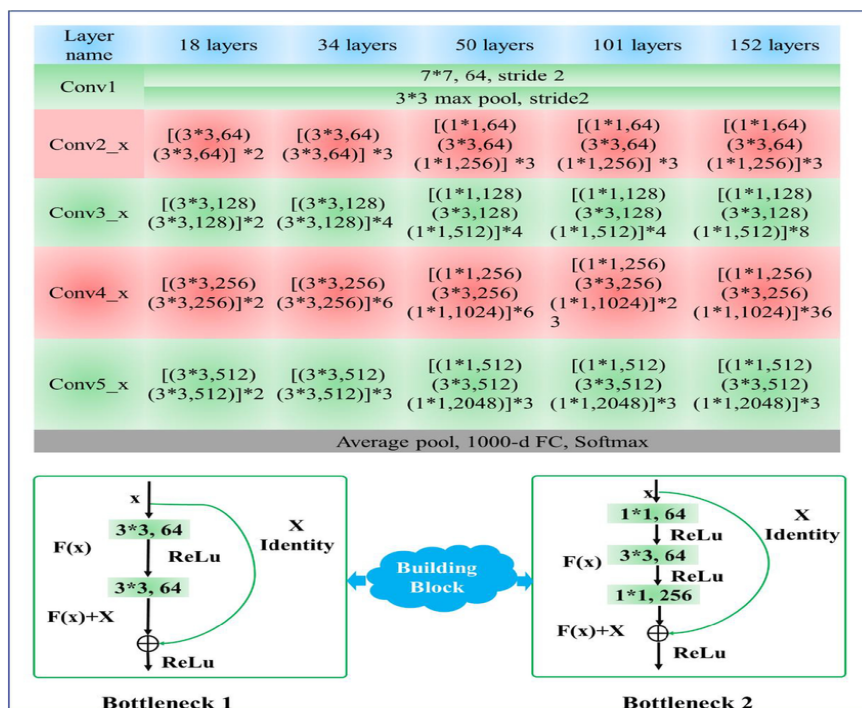 Layer name 18 layers 34 layers 50 layers 101 layers 152 layers
Conv1 7*7, 64, stride 2
3*3 max pool, stride2
Conv2_x [(3*3,64) (3*3,64)] *2 [(3*3,64) (3*3,64)] *3 [(1*1,64) (3*3,64) (1*1,256)] *3 [(1*1,64) (3*3,64) (1*1,256)] *3 [(1*1,64) (3*3,64) (1*1,256)]*3
Conv3_x [(3*3,128) (3*3,128)]*2 [(3*3,128) (3*3,128)]*4 [(1*1,128) (3*3,128) (1*1,512)]*4 [(1*1,128) (3*3,128) (1*1,512)]*4 [(1*1,128) (3*3,128) (1*1,512)]*8
Conv4_x [(3*3,256) (3*3,256)]*2 [(3*3,256) (3*3,256)]*6 [(1*1,256) (3*3,256) (1*1,1024)]*6 [(1*1,256) (3*3,256) (1*1,1024)]*23 [(1*1,256) (3*3,256) (1*1,1024)]*36
Conv5_x [(3*3,512) (3*3,512)]*2 [(3*3,512) (3*3,512)]*3 [(1*1,512) (3*3,512) (1*1,2048)]*3 [(1*1,512) (3*3,512) (1*1,2048)]*3 [(1*1,512) (3*3,512) (1*1,2048)]*3
Average pool, 1000-d FC, Softmax
x
3*3, 64
F(x)
ReLu
X
Identity
3*3, 64
F(x)+X
ReLu
Bottleneck 1
Building
Block
x
1*1, 64
ReLu
X
Identity
F(x)
3*3, 64
ReLu
1*1, 256
F(x)+X
ReLu
Bottleneck 2